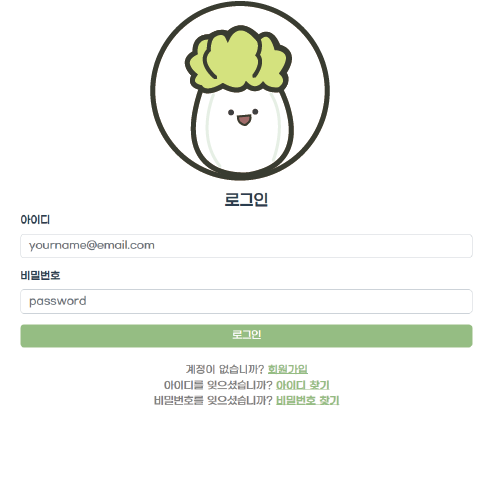 로그인
아이디
yourname@email.com
비밀번호
password
로그인
계정이 없습니까? 회원가입
아이디를 잊으셨습니까? 아이디 찾기
비밀번호를 잊으셨습니까? 비밀번호 찾기